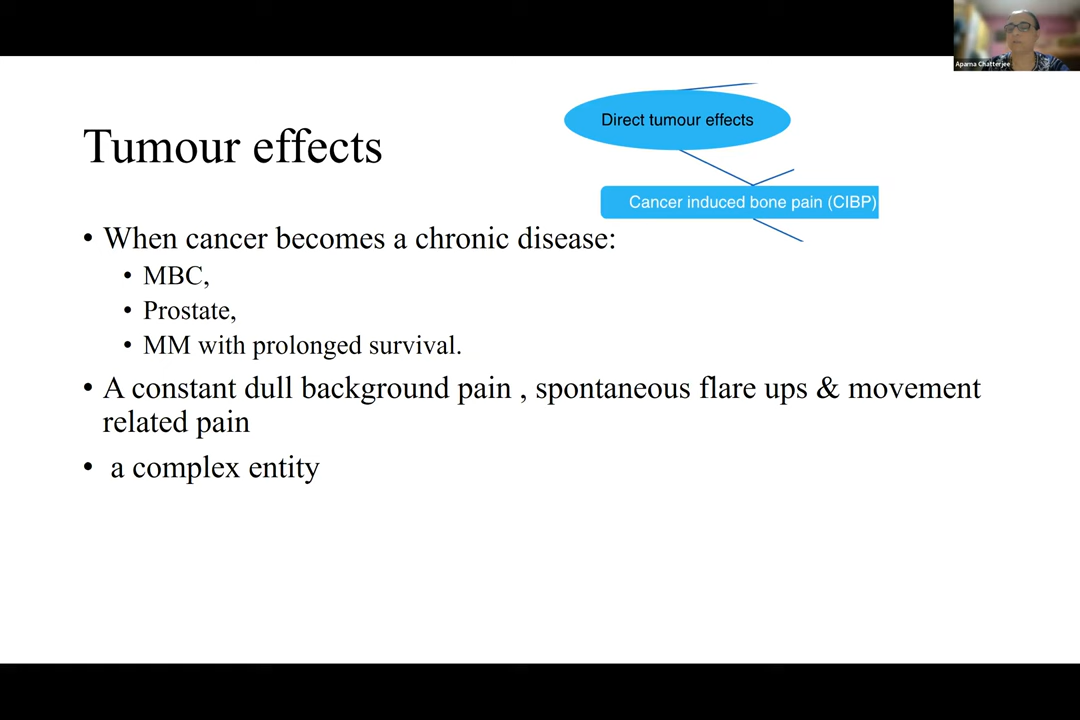 Aparna Chatterjee
Direct tumour effects
Tumour effects
Cancer induced bone pain (CIBP)
• When cancer becomes a chronic disease:
• MBC,
• Prostate,
• MM with prolonged survival.
• A constant dull background pain , spontaneous flare ups & movement
related pain
• a complex entity